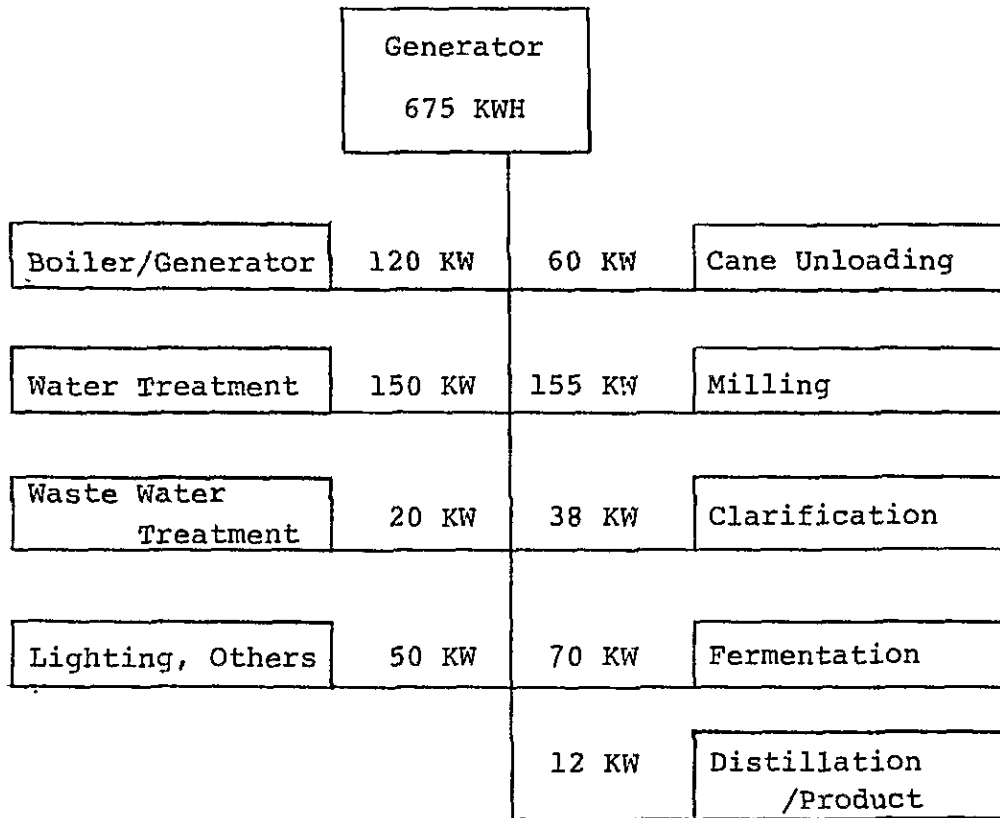 Generator
675 KWH
Boiler/Generator 120 KW 60 KW Cane Unloading
Water Treatment 150 KW 155 KW Milling
Waste Water
Treatment 20 KW 38 KW Clarification
Lighting, Others 50 KW 70 KW Fermentation
12 KW Distillation
/Product